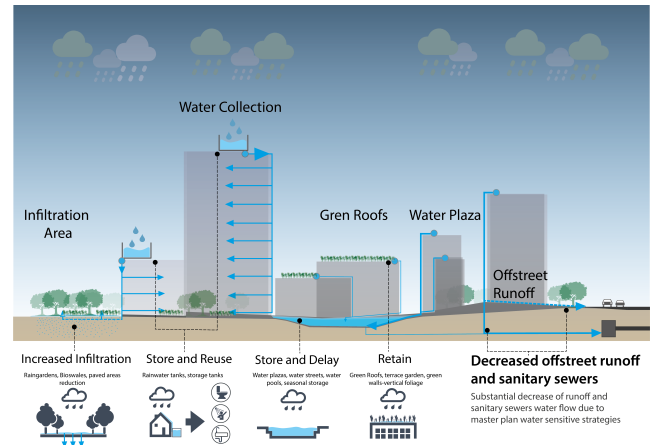 Water Collection
Infiltration
Area
Gren Roofs
Water Plaza
Offstreet
Runoff
Increased Infiltration
Raingardens, Bioswales, paved areas
reduction
Store and Reuse
Rainwater tanks, storage tanks
Store and Delay
Water plazas, water streets, water
pools, seasonal storage
Retain
Green Roofs, terrace garden, green
walls-vertical foliage
Decreased offstreet runoff
and sanitary sewers
Substantial decrease of runoff and
sanitary sewers water flow due to
master plan water sensitive strategies